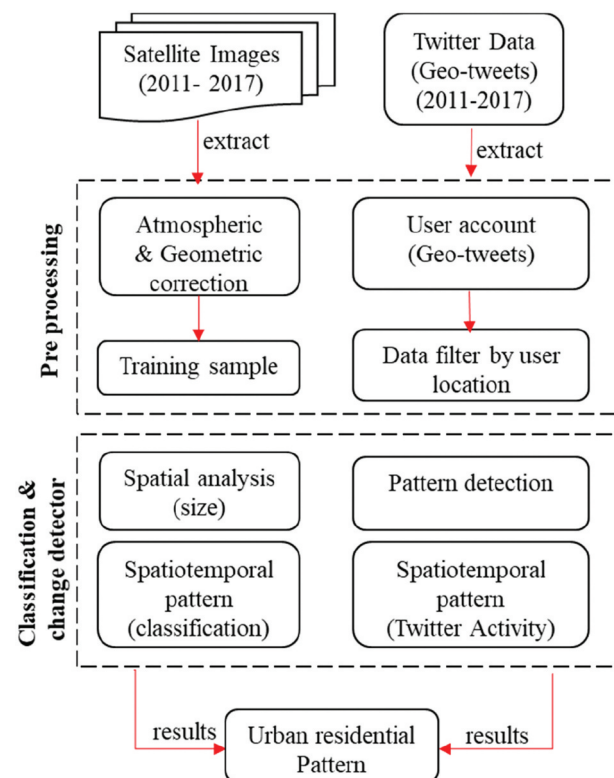 Satellite Images
(2011- 2017)
Twitter Data
(Geo-tweets)
(2011-2017)
extract
extract
Pre processing
Atmospheric
& Geometric
correction
User account
(Geo-tweets)
Training sample
Data filter by user
location
Classification &
change detector
Spatial analysis
(size)
Pattern detection
Spatiotemporal
pattern
(classification)
Spatiotemporal
pattern
(Twitter Activity)
results
Urban residential
Pattern
results